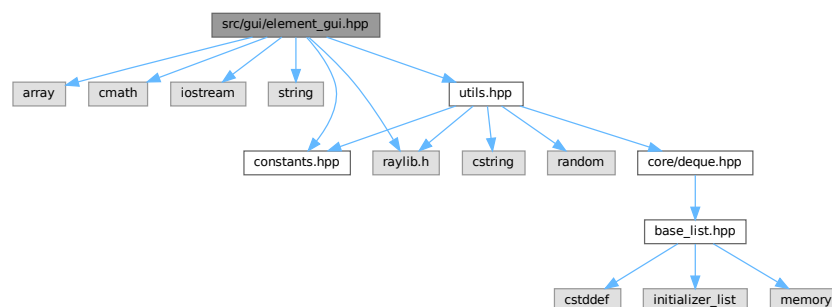 src/gui/element_gui.hpp
array
cmath
iostream
string
utils.hpp
constants.hpp
raylib.h
cstring
random
core/deque.hpp
base_list.hpp
cstddef
initializer_list
memory